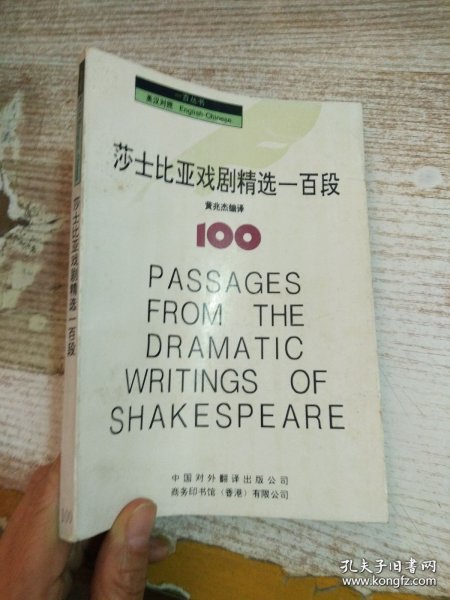 一百丛书
英汉对照 English-Chinese
莎士比亚戏剧精选一百段
黄兆杰编译
100
PASSAGES
FROM THE
DRAMATIC
WRITINGS OF
SHAKESPEARE
中国对外翻译出版公司
商务印书馆（香港）有限公司
莎士比亚戏剧精选一百段
100
孔夫子旧书网
www.kongfz.com